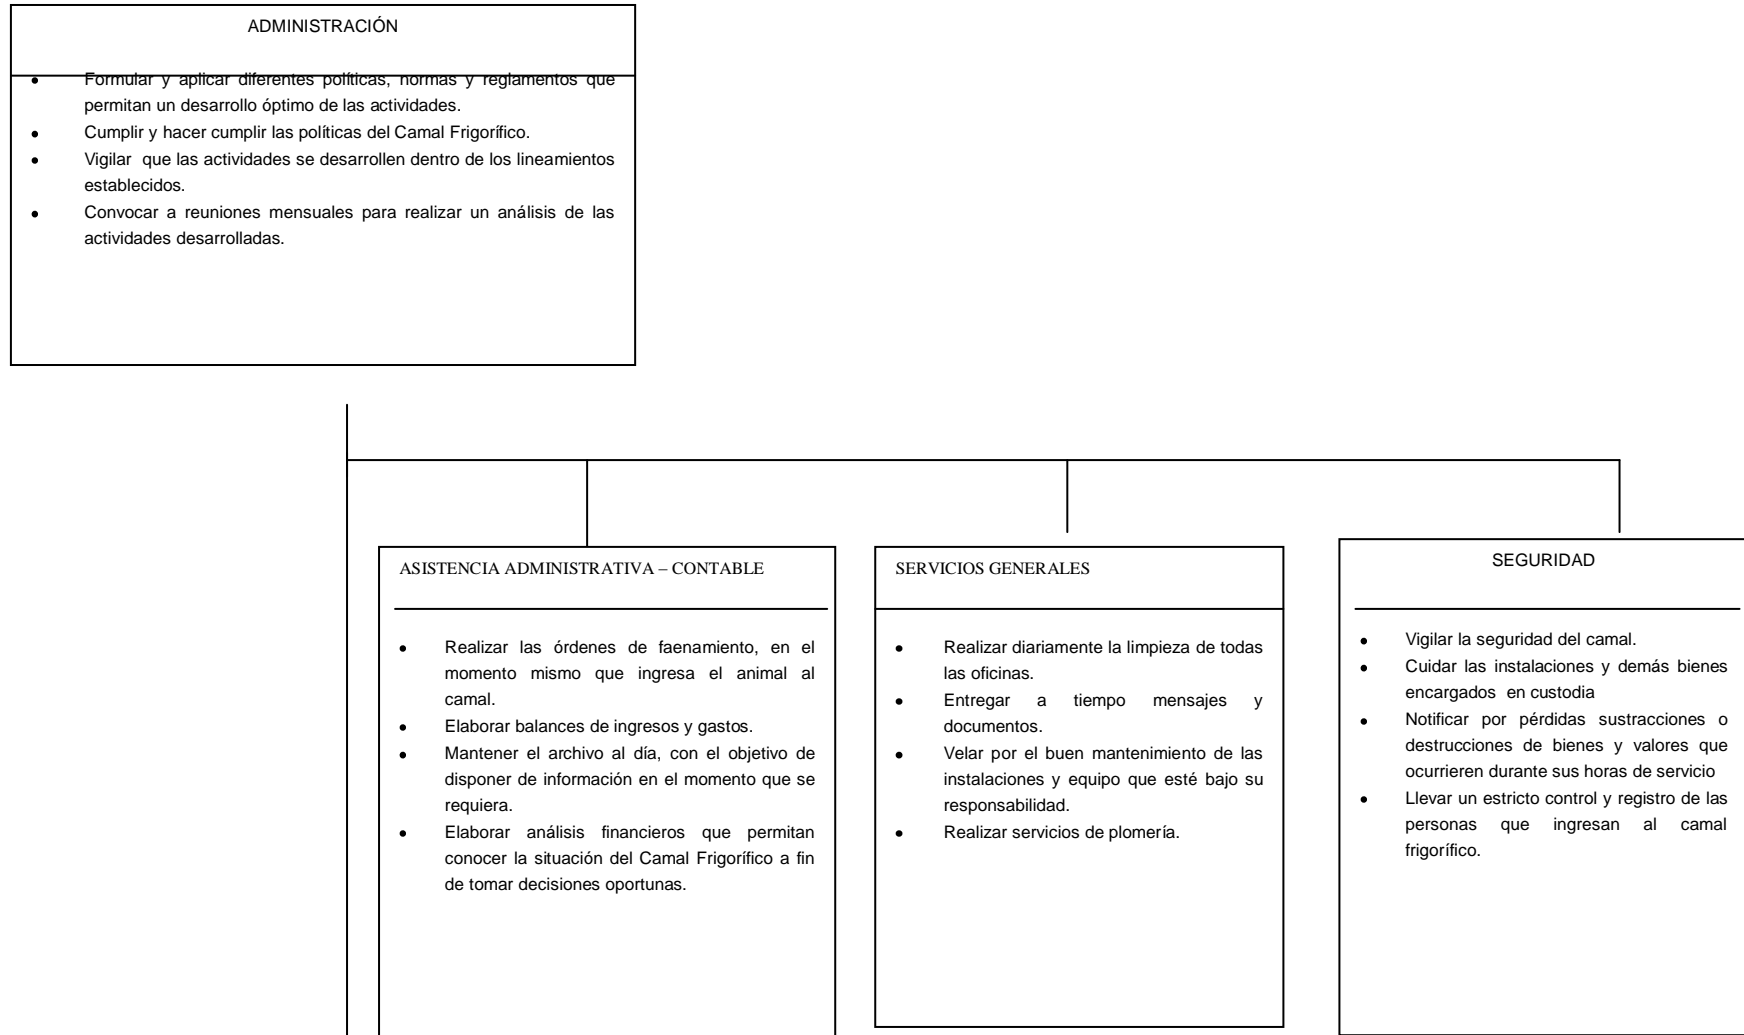 ADMINISTRACIÓN
• Formular y aplicar diferentes políticas, normas y reglamentos que
permitan un desarrollo óptimo de las actividades.
• Cumplir y hacer cumplir las políticas del Camal Frigorífico.
• Vigilar que las actividades se desarrollen dentro de los lineamientos
establecidos.
• Convocar a reuniones mensuales para realizar un análisis de las
actividades desarrolladas.
ASISTENCIA ADMINISTRATIVA – CONTABLE
• Realizar las órdenes de faenamiento, en el
momento mismo que ingresa el animal al
camal.
• Elaborar balances de ingresos y gastos.
• Mantener el archivo al día, con el objetivo de
disponer de información en el momento que se
requiera.
• Elaborar análisis financieros que permitan
conocer la situación del Camal Frigorífico a fin
de tomar decisiones oportunas.
SERVICIOS GENERALES
• Realizar diariamente la limpieza de todas
las oficinas.
• Entregar a tiempo mensajes y
documentos.
• Velar por el buen mantenimiento de las
instalaciones y equipo que esté bajo su
responsabilidad.
• Realizar servicios de plomería.
SEGURIDAD
• Vigilar la seguridad del camal.
• Cuidar las instalaciones y demás bienes
encargados en custodia
• Notificar por pérdidas sustracciones o
destrucciones de bienes y valores que
ocurrieren durante sus horas de servicio
• Llevar un estricto control y registro de las
personas que ingresan al camal
frigorífico.